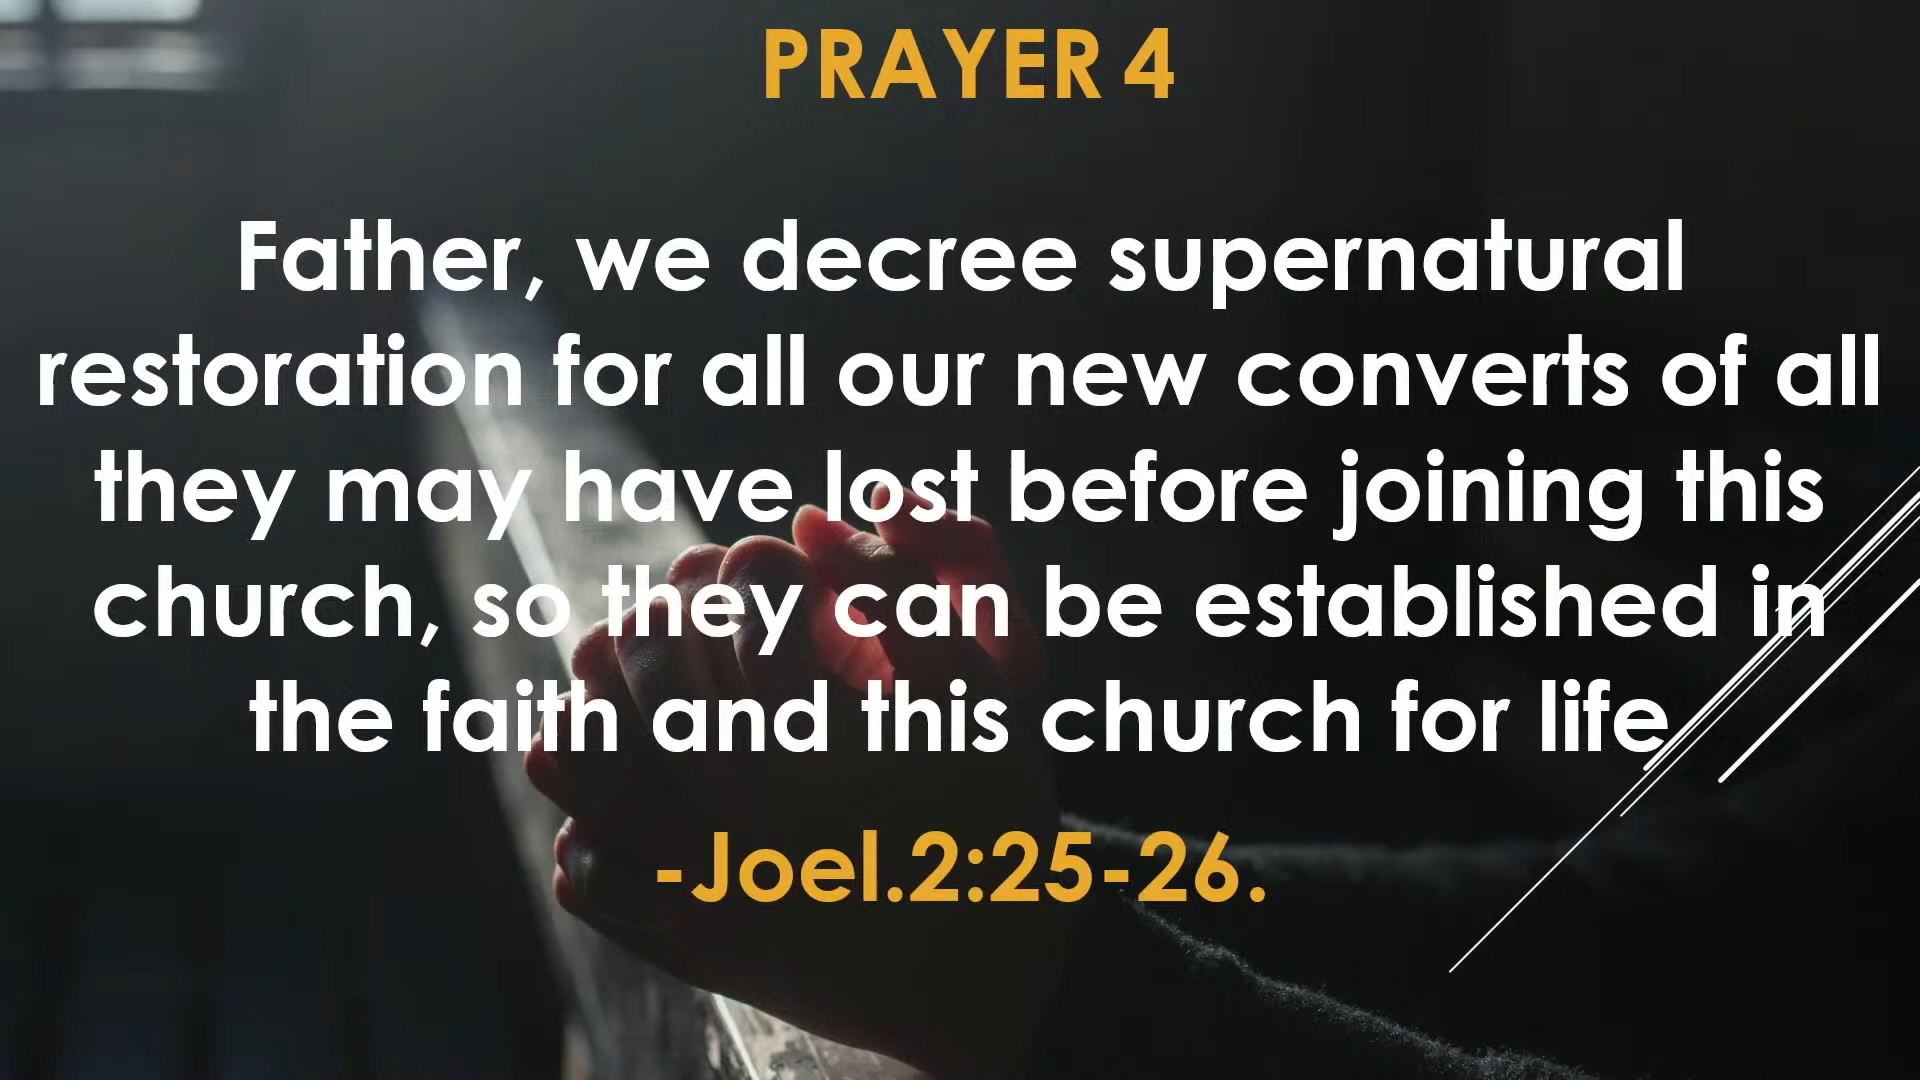 PRAYER 4
Father, we decree supernatural
restoration for all our new converts of all
they may have lost before joining this
church, so they can be established in
the faith and this church for life
-Joel.2:25-26.